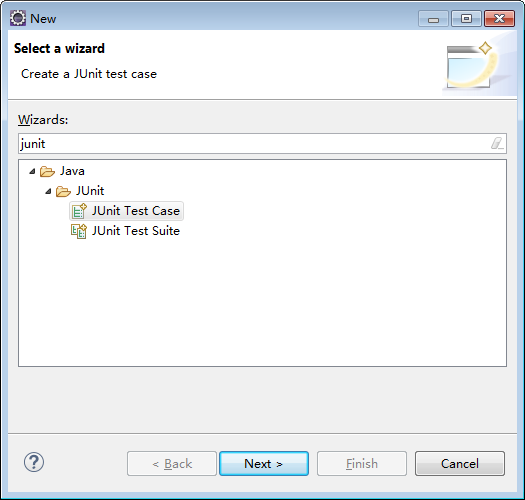 New
Select a wizard
Create a JUnit test case
Wizards:
junit
Java
JUnit
JUnit Test Case
JUnit Test Suite
?
< Back
Next >
Finish
Cancel